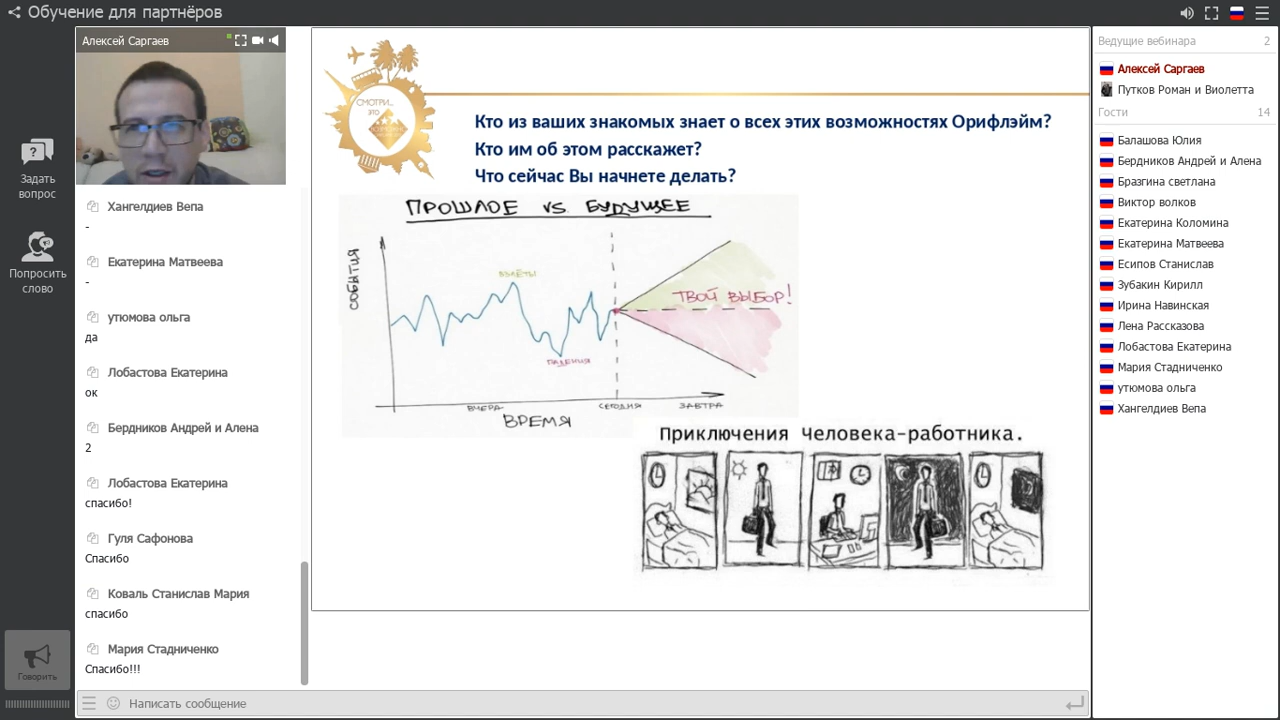 Обучение для партнёров
Алексей Саргаев
Задать
вопрос
Попросить
слово
Говорить
Хангелдиев Вепа
-
Екатерина Матвеева
-
утюмова ольга
да
Лобастова Екатерина
ок
Бердников Андрей и Алена
2
Лобастова Екатерина
спасибо!
Гуля Сафонова
Спасибо
Коваль Станислав Мария
спасибо
Мария Стадниченко
Спасибо!!!
Написать сообщение
СМОТРИ...
ЭТО
ВОЗМОЖНО
Кто из ваших знакомых знает о всех этих возможностях Орифлэйм?
Кто им об этом расскажет?
Что сейчас Вы начнете делать?
ПРОШЛОЕ VS. БУДУЩЕЕ
СОБЫТИЯ
ВЗЛЁТЫ
ПАДЕНИЯ
ТВОЙ ВЫБОР!
ВЧЕРА
СЕГОДНЯ
ЗАВТРА
ВРЕМЯ
Приключения Человека-работника.
Ведущие вебинара 2
Алексей Саргаев
Путков Роман и Виолетта
Гости 14
Балашова Юлия
Бердников Андрей и Алена
Бразгина светлана
Виктор волков
Екатерина Коломина
Екатерина Матвеева
Есипов Станислав
Зубакин Кирилл
Ирина Навинская
Лена Рассказова
Лобастова Екатерина
Мария Стадниченко
утюмова ольга
Хангелдиев Вепа